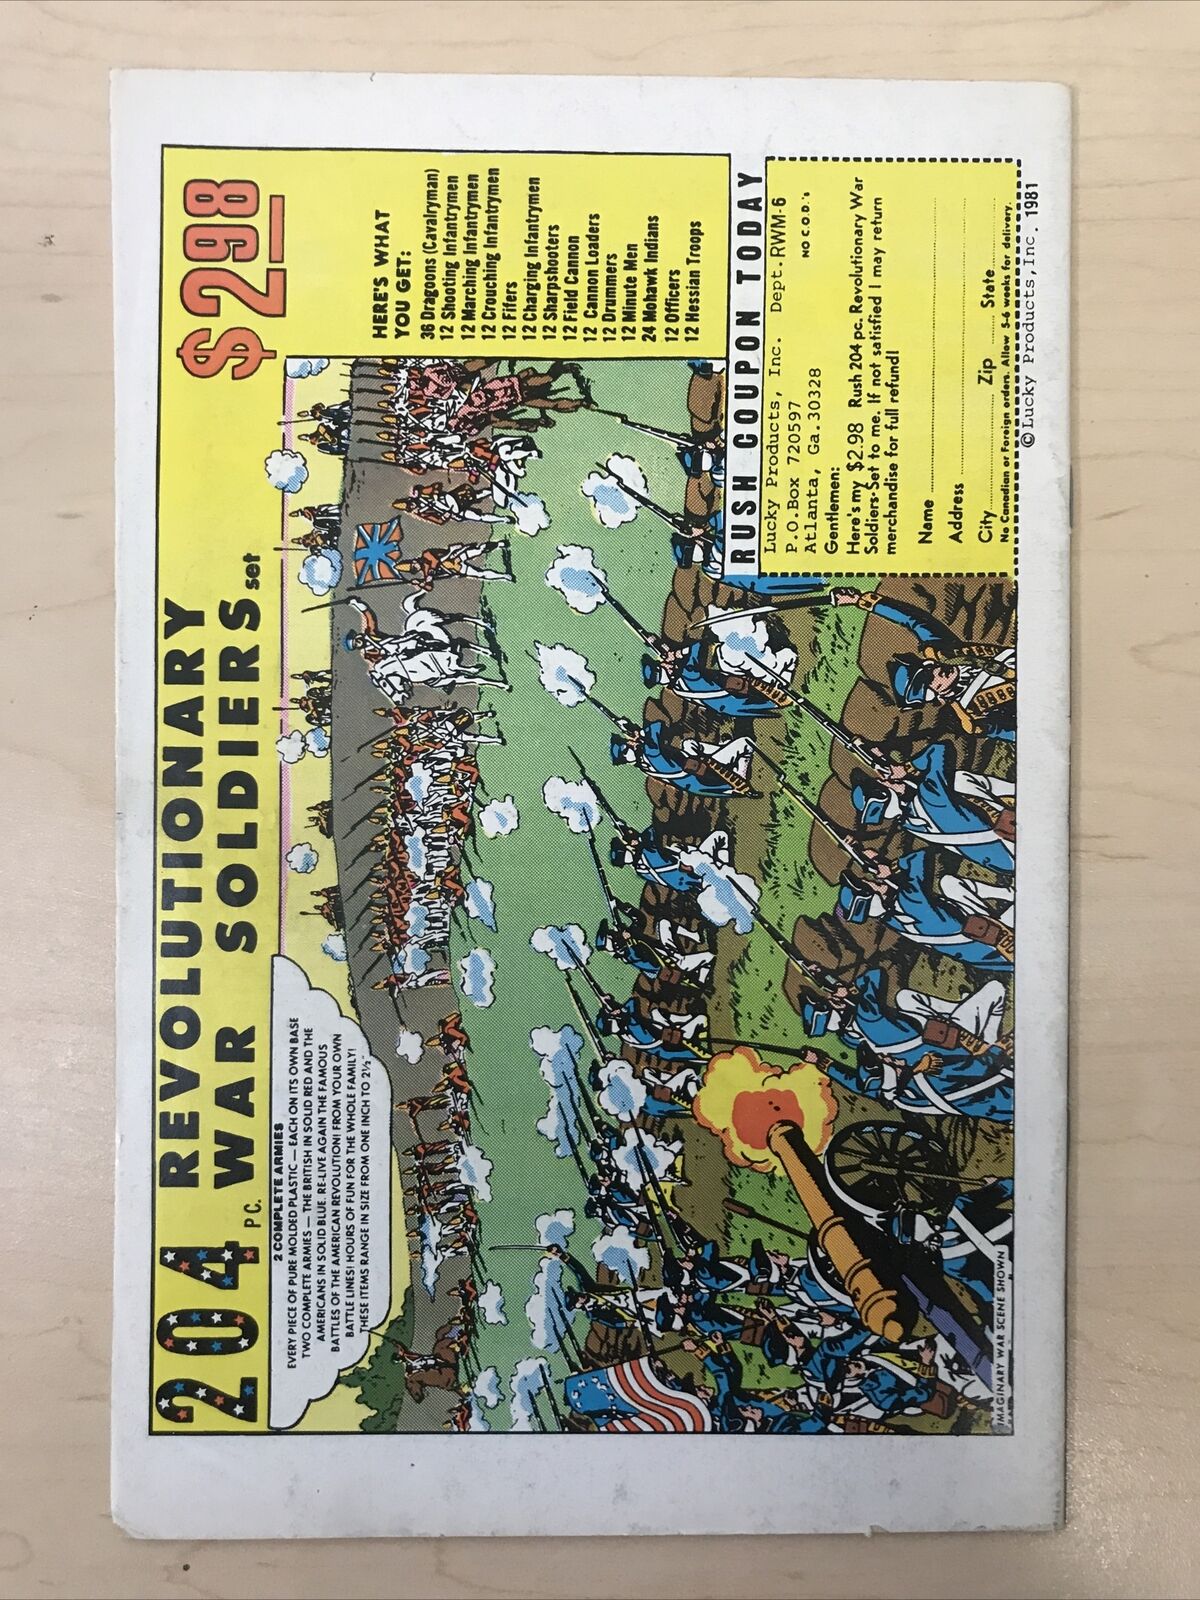 204 PC. REVOLUTIONARY
WAR SOLDIERS set
$2.98
2 COMPLETE ARMIES
EVERY PIECE OF PURE MOLDED PLASTIC — EACH ON ITS OWN BASE
TWO COMPLETE ARMIES — THE BRITISH IN SOLID RED AND THE
AMERICANS IN SOLID BLUE. RE-LIVE AGAIN THE FAMOUS
BATTLES OF THE AMERICAN REVOLUTION! FROM YOUR OWN
BATTLE LINES! HOURS OF FUN FOR THE WHOLE FAMILY!
THESE ITEMS RANGE IN SIZE FROM ONE INCH TO 2½"
HERE'S WHAT
YOU GET:
36 Dragoons (Cavalryman)
12 Shooting Infantrymen
12 Marching Infantrymen
12 Crouching Infantrymen
12 Fifers
12 Charging Infantrymen
12 Sharpshooters
12 Field Cannon
12 Cannon Loaders
12 Drummers
12 Minute Men
24 Mohawk Indians
12 Officers
12 Hessian Troops
RUSH COUPON TODAY
Lucky Products, Inc. Dept.RWM-6
P.O.Box 720597 NO C.O.D.'s
Atlanta, Ga.30328
Gentlemen:
Here's my $2.98 Rush 204 pc. Revolutionary War
Soldiers-Set to me. If not satisfied I may return
merchandise for full refund!
Name
Address
City Zip State
No Canadian or Foreign orders. Allow 5-6 weeks for delivery.
© Lucky Products, Inc. 1981
IMAGINARY WAR SCENE SHOWN